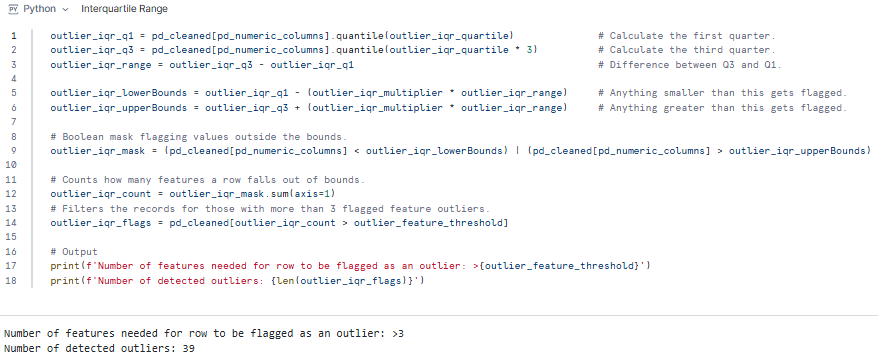 PY Python Interquartile Range
1 outlier_iqr_q1 = pd_cleaned[pd_numeric_columns].quantile(outlier_iqr_quartile) # Calculate the first quarter.
2 outlier_iqr_q3 = pd_cleaned[pd_numeric_columns].quantile(outlier_iqr_quartile * 3) # Calculate the third quarter.
3 outlier_iqr_range = outlier_iqr_q3 - outlier_iqr_q1 # Difference between Q3 and Q1.
4
5 outlier_iqr_lowerBounds = outlier_iqr_q1 - (outlier_iqr_multiplier * outlier_iqr_range) # Anything smaller than this gets flagged.
6 outlier_iqr_upperBounds = outlier_iqr_q3 + (outlier_iqr_multiplier * outlier_iqr_range) # Anything greater than this gets flagged.
7
8 # Boolean mask flagging values outside the bounds.
9 outlier_iqr_mask = (pd_cleaned[pd_numeric_columns] < outlier_iqr_lowerBounds) | (pd_cleaned[pd_numeric_columns] > outlier_iqr_upperBounds)
10
11 # Counts how many features a row falls out of bounds.
12 outlier_iqr_count = outlier_iqr_mask.sum(axis=1)
13 # Filters the records for those with more than 3 flagged feature outliers.
14 outlier_iqr_flags = pd_cleaned[outlier_iqr_count > outlier_feature_threshold]
15
16 # Output
17 print(f'Number of features needed for row to be flagged as an outlier: >{outlier_feature_threshold}')
18 print(f'Number of detected outliers: {len(outlier_iqr_flags)}')
Number of features needed for row to be flagged as an outlier: >3
Number of detected outliers: 39